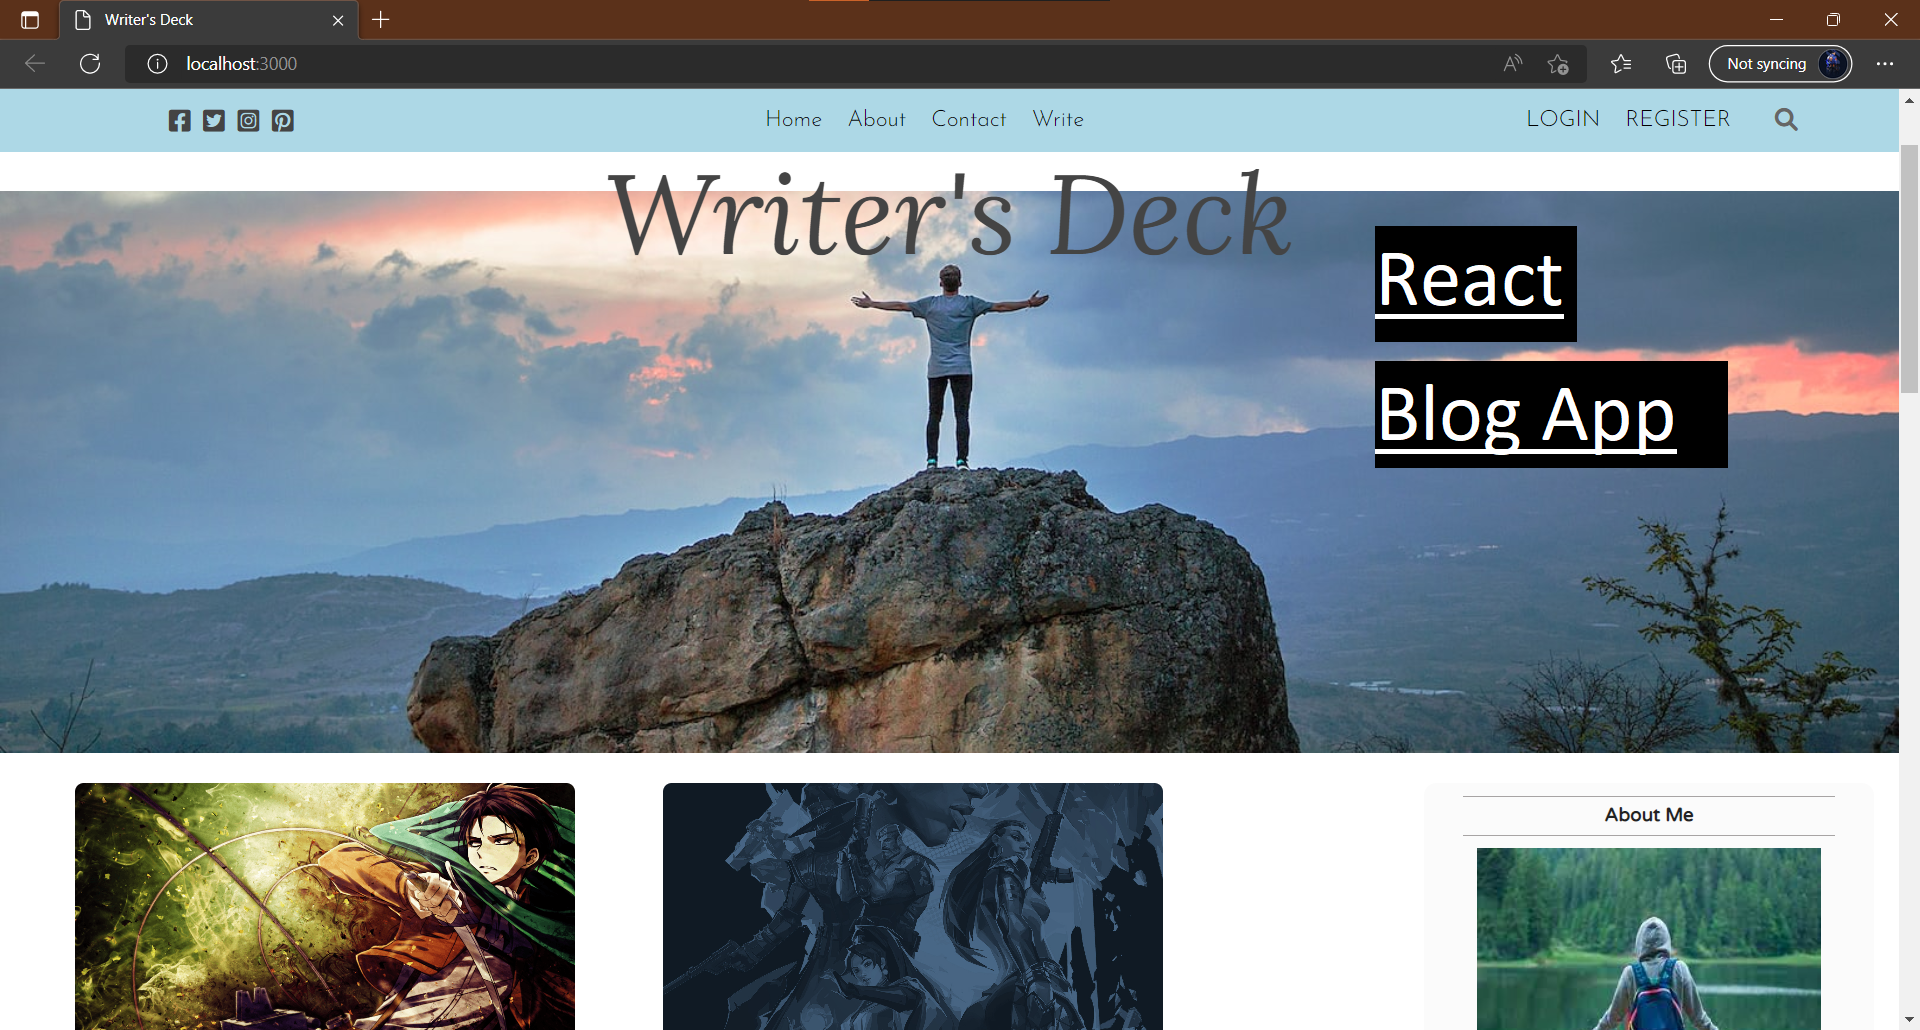 Writer's Deck
localhost:3000
Not syncing
Home About Contact Write
LOGIN REGISTER
Writer's Deck
React
Blog App
About Me